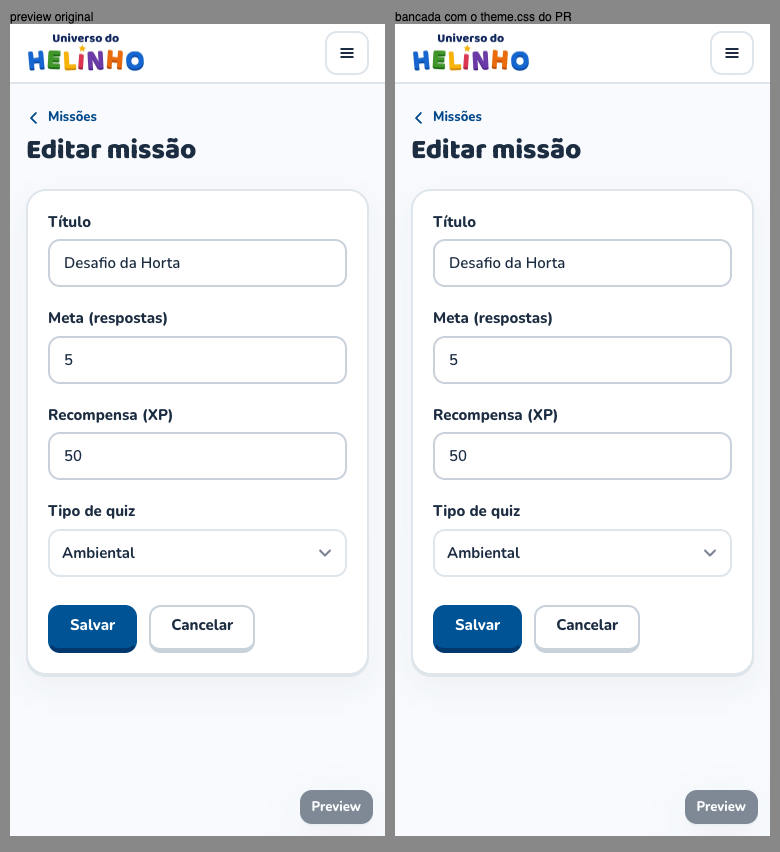 preview original
Universo do
HELINHO
Missões
Editar missão
Título
Desafio da Horta
Meta (respostas)
5
Recompensa (XP)
50
Tipo de quiz
Ambiental
Salvar
Cancelar
Preview
bancada com o theme.css do PR
Universo do
HELINHO
Missões
Editar missão
Título
Desafio da Horta
Meta (respostas)
5
Recompensa (XP)
50
Tipo de quiz
Ambiental
Salvar
Cancelar
Preview